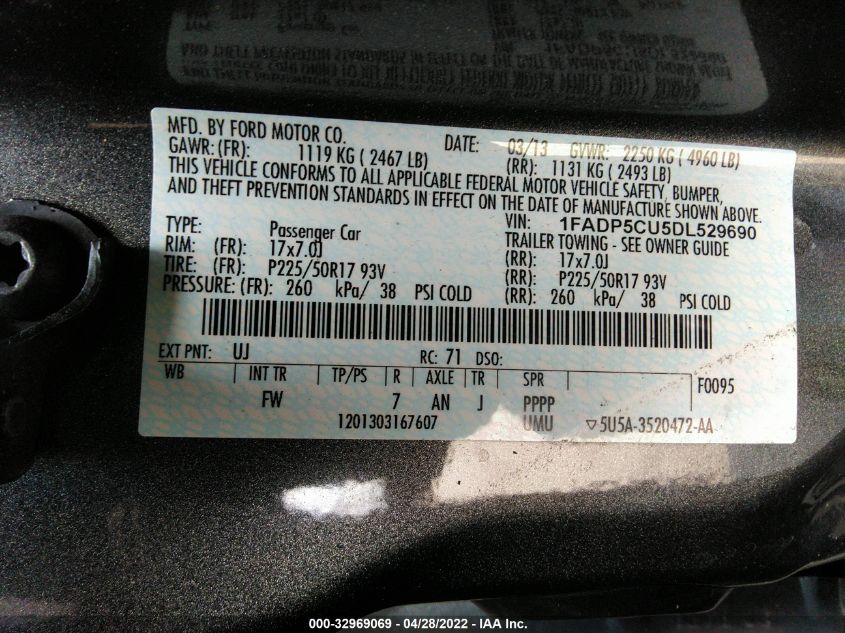 MFD. BY FORD MOTOR CO. DATE: 03/13 GVWR: 2250 KG ( 4960 LB)
GAWR: (FR): 1119 KG ( 2467 LB) (RR): 1131 KG ( 2493 LB)
THIS VEHICLE CONFORMS TO ALL APPLICABLE FEDERAL MOTOR VEHICLE SAFETY, BUMPER,
AND THEFT PREVENTION STANDARDS IN EFFECT ON THE DATE OF MANUFACTURE SHOWN ABOVE.
VIN: 1FADP5CU5DL529690
TYPE: Passenger Car TRAILER TOWING - SEE OWNER GUIDE
RIM: (FR): 17x7.0J (RR): 17x7.0J
TIRE: (FR): P225/50R17 93V (RR): P225/50R17 93V
PRESSURE: (FR): 260 kPa/ 38 PSI COLD (RR): 260 kPa/ 38 PSI COLD
EXT PNT: UJ RC: 71 DSO:
WB INT TR TP/PS R AXLE TR SPR F0095
FW 7 AN J PPPP
1201303167607 UMU ▽5U5A-3520472-AA
000-32969069 - 04/28/2022 - 1535 N.